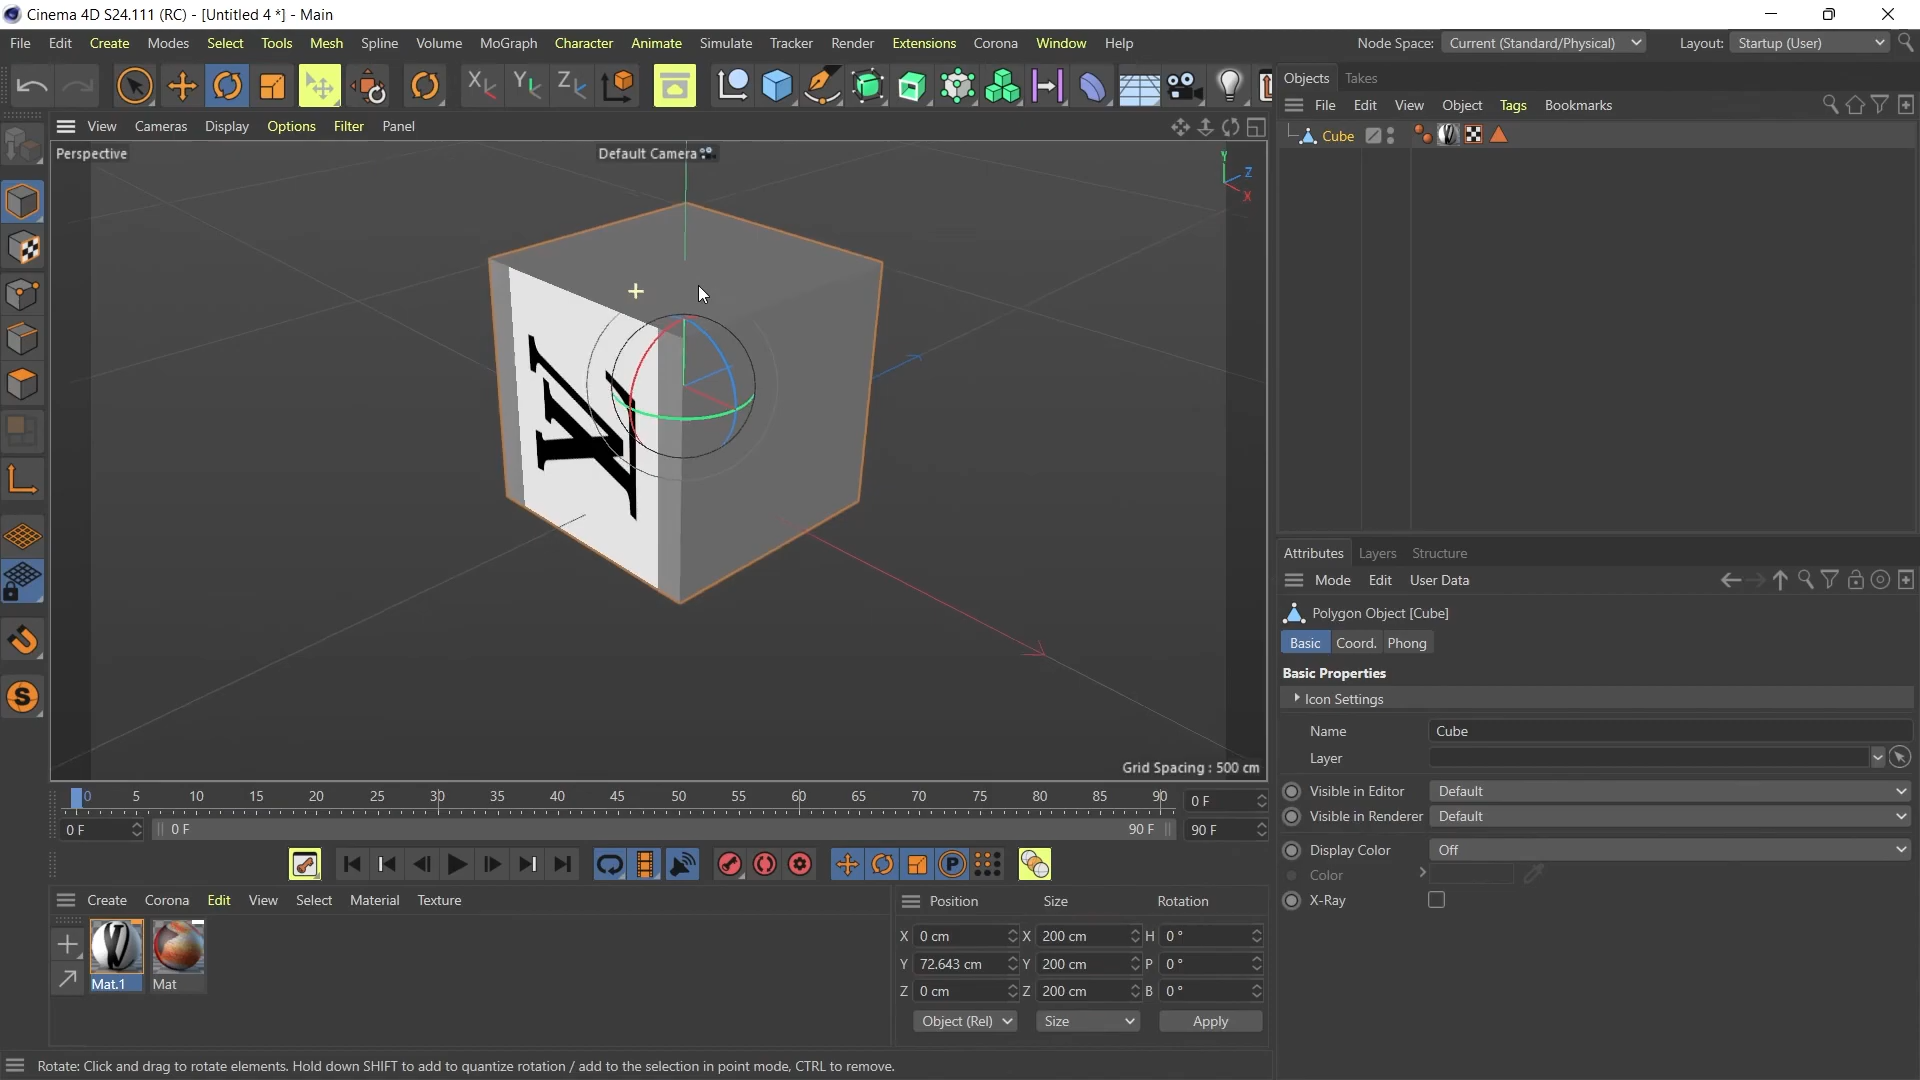 Cinema 4D S24.111 (RC) - [Untitled 4 *] - Main
File Edit Create Modes Select Tools Mesh Spline Volume MoGraph Character Animate Simulate Tracker Render Extensions Corona Window Help Node Space: Current (Standard/Physical) Layout: Startup (User)
X Y Z
Objects Takes
File Edit View Object Tags Bookmarks
View Cameras Display Options Filter Panel
Cube
Perspective
Default Camera
Y
Z
X
Grid Spacing : 500 cm
Attributes Layers Structure
Mode Edit User Data
Polygon Object [Cube]
Basic Coord. Phong
Basic Properties
Icon Settings
Name Cube
Layer
Visible in Editor Default
Visible in Renderer Default
Display Color Off
Color
X-Ray
0 5 10 15 20 25 30 35 40 45 50 55 60 65 70 75 80 85 90 0 F
0 F 0 F 90 F 90 F
P
Create Corona Edit View Select Material Texture
Mat.1 Mat
Position Size Rotation
X 0 cm X 200 cm H 0 °
Y 72.643 cm Y 200 cm P 0 °
Z 0 cm Z 200 cm B 0 °
Object (Rel) Size Apply
Rotate: Click and drag to rotate elements. Hold down SHIFT to add to quantize rotation / add to the selection in point mode, CTRL to remove.